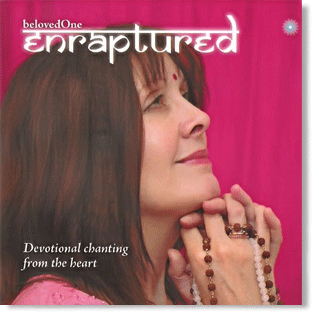 belovedOne
enraptured
Devotional chanting
from the heart